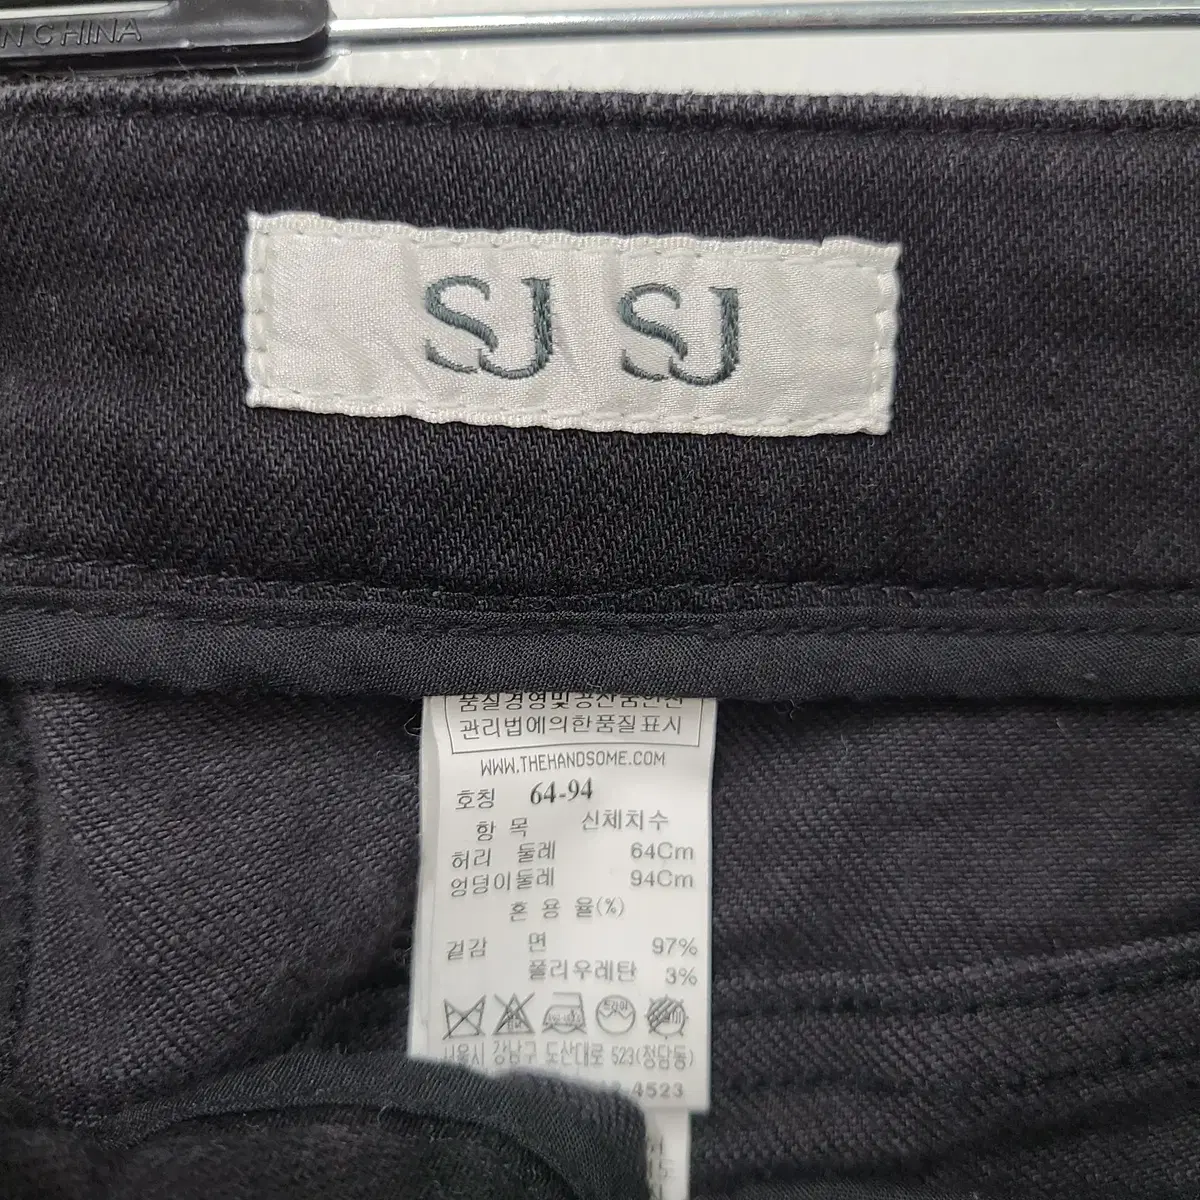 N CHINA
SJ SJ
품질경영및공산품안전
관리법에의한품질표시
WWW.THEHANDSOME.COM
호칭 64-94
항 목 신체치수
허리 둘레 64Cm
엉덩이둘레 94Cm
혼 용 율(%)
겉감 면 97%
폴리우레탄 3%
서울시 강남구 도산대로 523(청담동)
4523